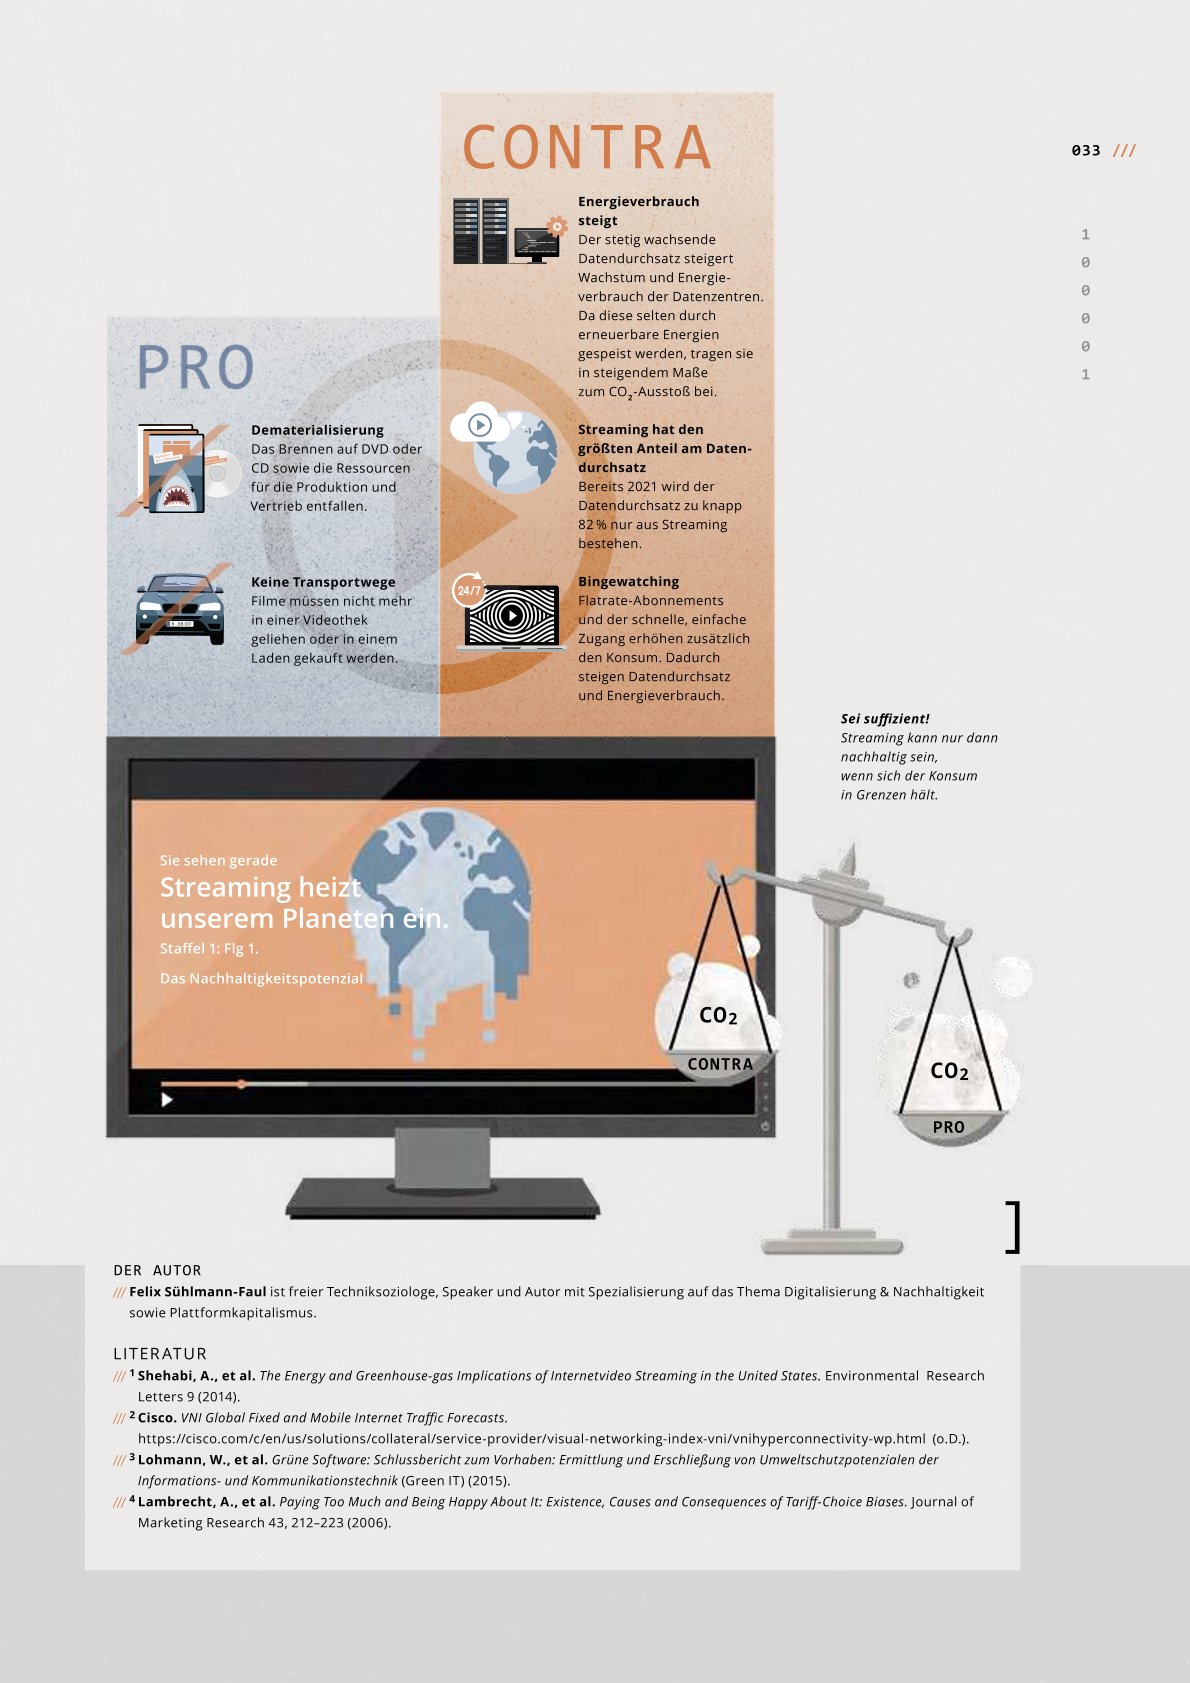 033 ///
1
0
0
0
0
1
CONTRA
Energieverbrauch
steigt
Der stetig wachsende
Datendurchsatz steigert
Wachstum und Energie-
verbrauch der Datenzentren.
Da diese selten durch
erneuerbare Energien
gespeist werden, tragen sie
in steigendem Maße
zum CO₂-Ausstoß bei.
Streaming hat den
größten Anteil am Daten-
durchsatz
Bereits 2021 wird der
Datendurchsatz zu knapp
82 % nur aus Streaming
bestehen.
24/7
Bingewatching
Flatrate-Abonnements
und der schnelle, einfache
Zugang erhöhen zusätzlich
den Konsum. Dadurch
steigen Datendurchsatz
und Energieverbrauch.
PRO
Dematerialisierung
Das Brennen auf DVD oder
CD sowie die Ressourcen
für die Produktion und
Vertrieb entfallen.
Keine Transportwege
Filme müssen nicht mehr
in einer Videothek
geliehen oder in einem
Laden gekauft werden.
Sei suffizient!
Streaming kann nur dann
nachhaltig sein,
wenn sich der Konsum
in Grenzen hält.
Sie sehen gerade
Streaming heizt
unserem Planeten ein.
Staffel 1: Flg 1.
Das Nachhaltigkeitspotenzial
CO₂
CONTRA
CO₂
PRO
]
DER AUTOR
/// Felix Sühlmann-Faul ist freier Techniksoziologe, Speaker und Autor mit Spezialisierung auf das Thema Digitalisierung & Nachhaltigkeit
sowie Plattformkapitalismus.
LITERATUR
/// ¹ Shehabi, A., et al. The Energy and Greenhouse-gas Implications of Internetvideo Streaming in the United States. Environmental Research
Letters 9 (2014).
/// ² Cisco. VNI Global Fixed and Mobile Internet Traffic Forecasts.
https://cisco.com/c/en/us/solutions/collateral/service-provider/visual-networking-index-vni/vnihyperconnectivity-wp.html (o.D.).
/// ³ Lohmann, W., et al. Grüne Software: Schlussbericht zum Vorhaben: Ermittlung und Erschließung von Umweltschutzpotenzialen der
Informations- und Kommunikationstechnik (Green IT) (2015).
/// ⁴ Lambrecht, A., et al. Paying Too Much and Being Happy About It: Existence, Causes and Consequences of Tariff-Choice Biases. Journal of
Marketing Research 43, 212–223 (2006).